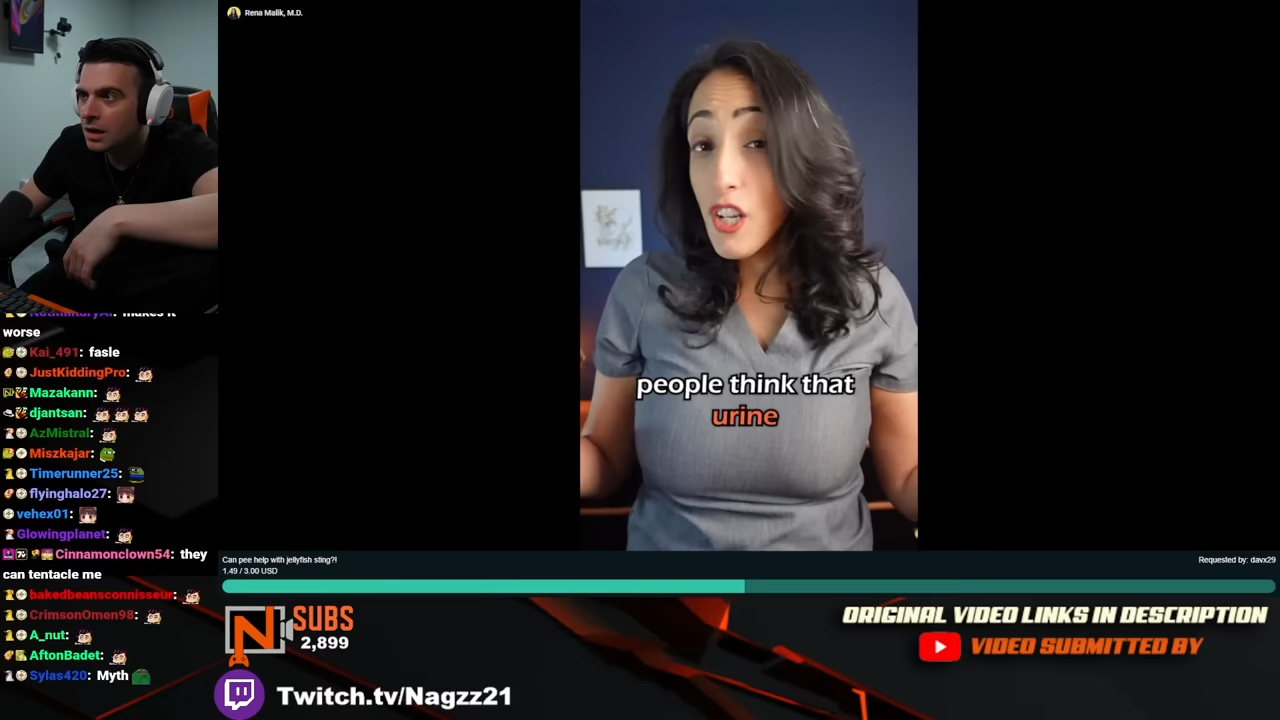 Rena Malik, M.D.
people think that
urine
makes it
worse
Kai_491: fasle
JustKiddingPro:
Mazakann:
djantsan:
AzMistral:
Miszkajar:
Timerunner25:
flyinghalo27:
vehex01:
Glowingplanet:
Cinnamonclown54: they
can tentacle me
bakedbeansconnisseur:
CrimsonOmen98:
A_nut:
AftonBadet:
Sylas420: Myth
Can pee help with jellyfish sting?!
Requested by: davx29
1.49 / 3.00 USD
N SUBS
2,899
Twitch.tv/Nagzz21
ORIGINAL VIDEO LINKS IN DESCRIPTION
VIDEO SUBMITTED BY